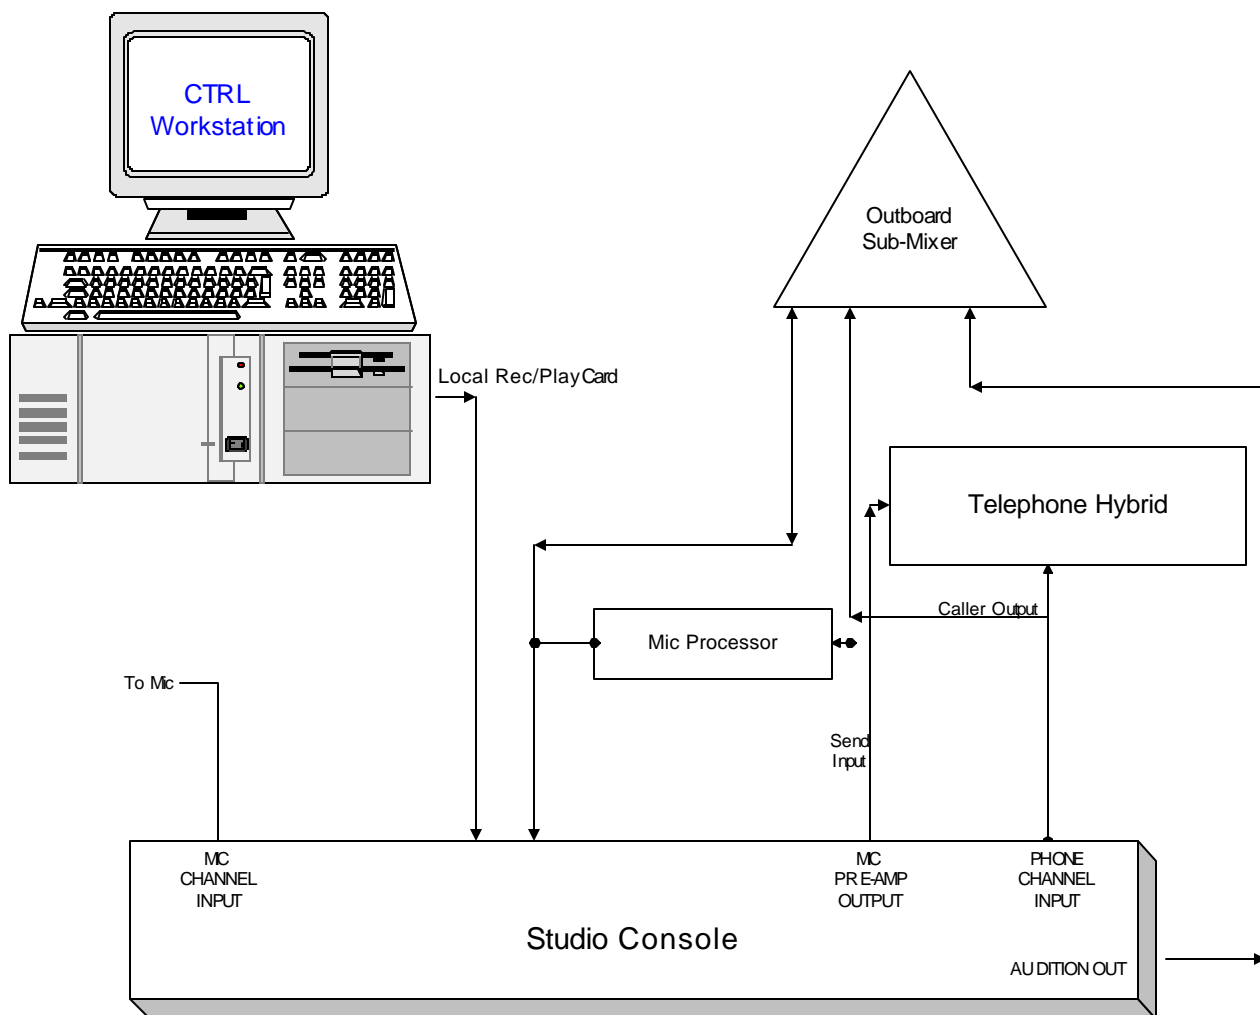 CTRL
Workstation
Outboard
Sub-Mixer
Local Rec/Play Card
Telephone Hybrid
Caller Output
Mic Processor
To Mic
Send
Input
MIC
CHANNEL
INPUT
MIC
PRE-AMP
OUTPUT
PHONE
CHANNEL
INPUT
Studio Console
AUDITION OUT